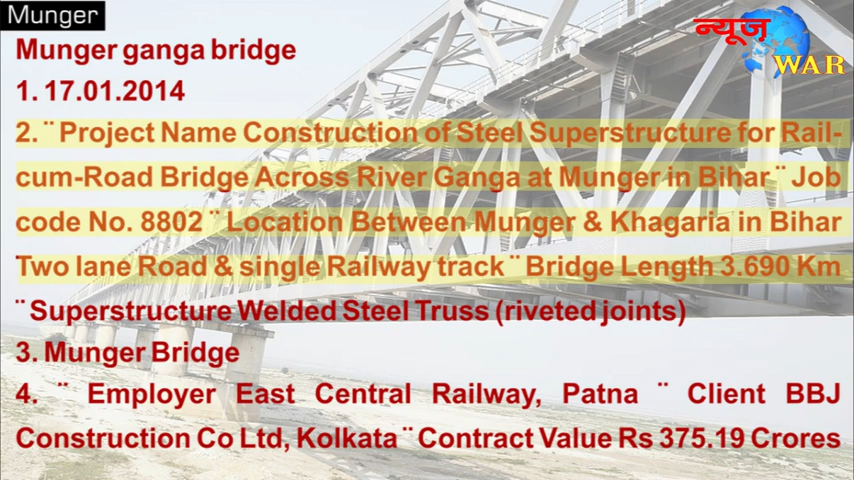 Munger
न्यूज़
WAR
Munger ganga bridge
1. 17.01.2014
2. ¨ Project Name Construction of Steel Superstructure for Rail-
cum-Road Bridge Across River Ganga at Munger in Bihar ¨ Job
code No. 8802 ¨ Location Between Munger & Khagaria in Bihar
Two lane Road & single Railway track ¨ Bridge Length 3.690 Km
¨ Superstructure Welded Steel Truss (riveted joints)
3. Munger Bridge
4. ¨ Employer East Central Railway, Patna ¨ Client BBJ
Construction Co Ltd, Kolkata ¨ Contract Value Rs 375.19 Crores